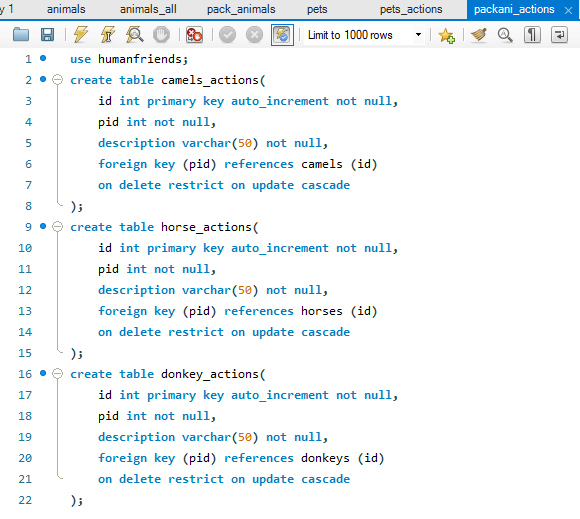 y 1 animals animals_all pack_animals pets pets_actions packani_actions ×
Limit to 1000 rows
1 use humanfriends;
2 create table camels_actions(
3 id int primary key auto_increment not null,
4 pid int not null,
5 description varchar(50) not null,
6 foreign key (pid) references camels (id)
7 on delete restrict on update cascade
8 );
9 create table horse_actions(
10 id int primary key auto_increment not null,
11 pid int not null,
12 description varchar(50) not null,
13 foreign key (pid) references horses (id)
14 on delete restrict on update cascade
15 );
16 create table donkey_actions(
17 id int primary key auto_increment not null,
18 pid int not null,
19 description varchar(50) not null,
20 foreign key (pid) references donkeys (id)
21 on delete restrict on update cascade
22 );